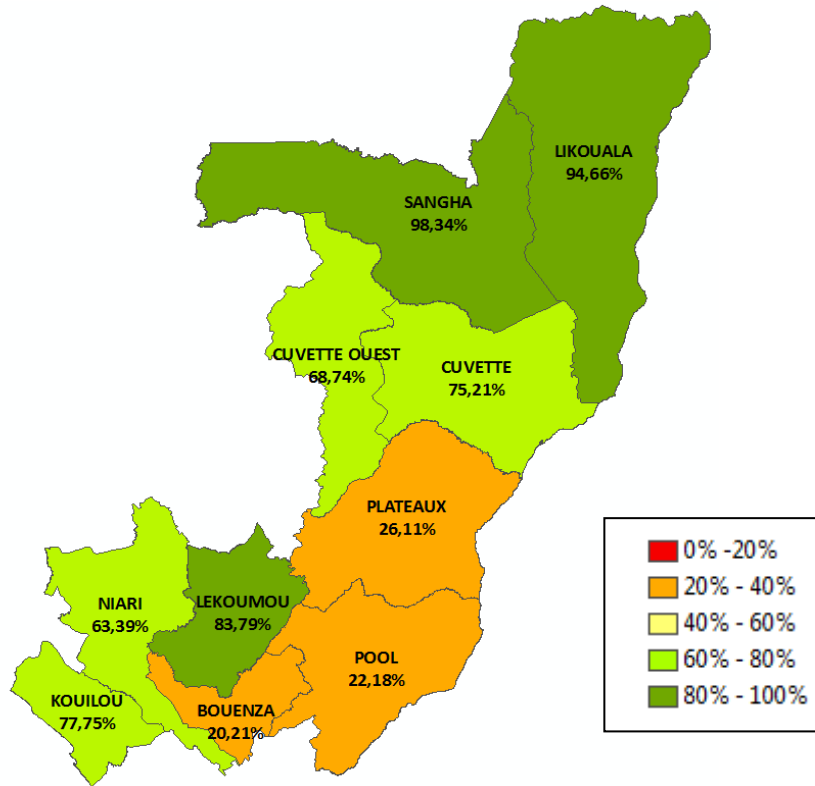 LIKOUALA
94,66%
SANGHA
98,34%
CUVETTE OUEST
68,74%
CUVETTE
75,21%
PLATEAUX
26,11%
NIARI
63,39%
LEKOUMOU
83,79%
POOL
22,18%
KOUILOU
77,75%
BOUENZA
20,21%
0% -20%
20% - 40%
40% - 60%
60% - 80%
80% - 100%